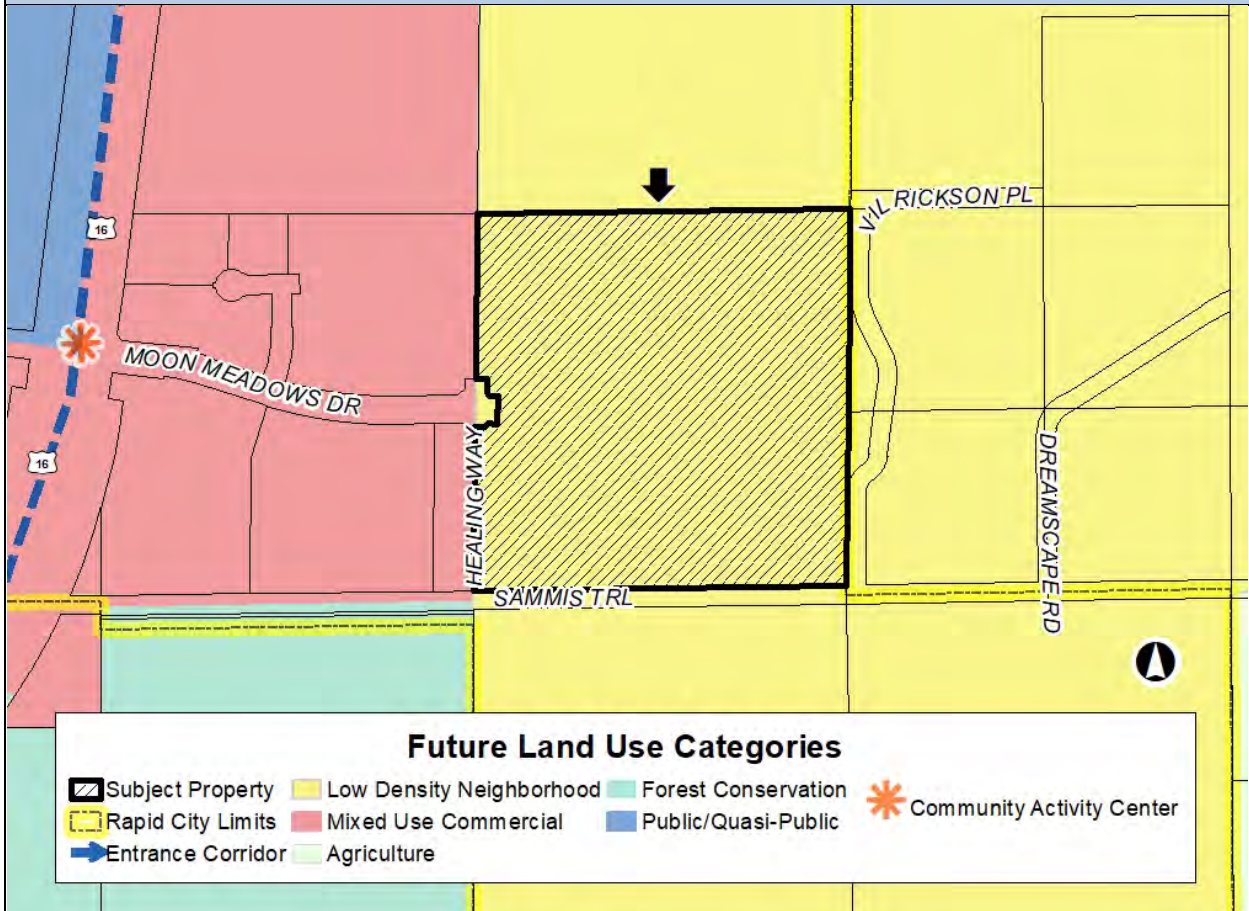 16
VIL RICKSON PL
MOON MEADOWS DR
16
HEALING WAY
DREAMSCAPE RD
SAMMIS TRL
Future Land Use Categories
Subject Property Low Density Neighborhood Forest Conservation
Community Activity Center
Rapid City Limits Mixed Use Commercial Public/Quasi-Public
Entrance Corridor Agriculture